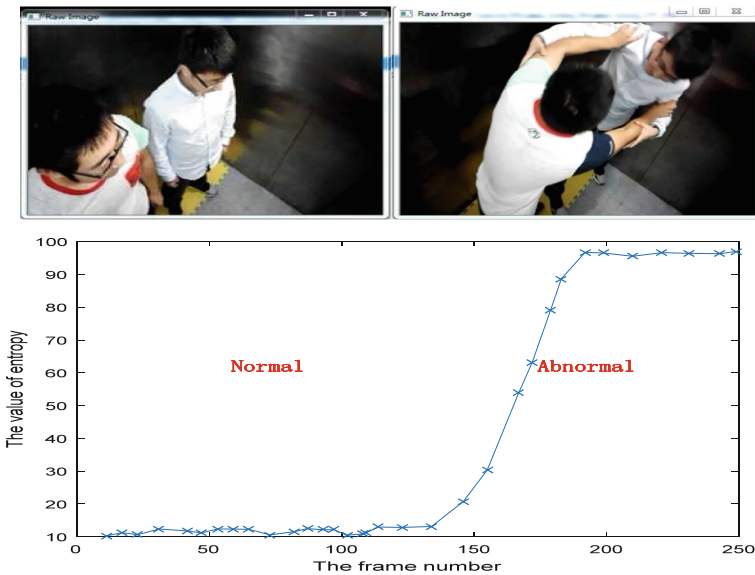 Raw Image
Raw Image
100
90
80
70
60
50
40
30
20
10
The value of entropy
Normal
Abnormal
0
50
100
150
200
250
The frame number